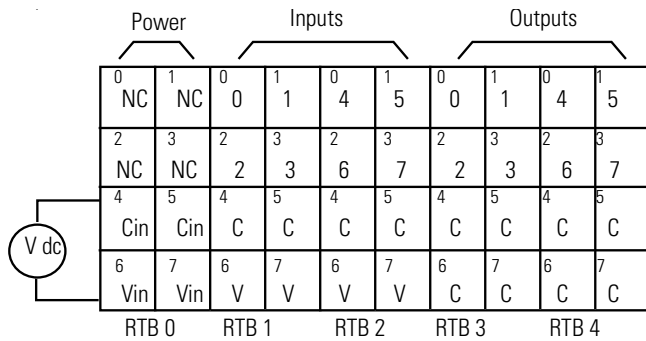 Power Inputs Outputs
0 1 0 1 0 1 0 1 0 1
NC NC 0 1 4 5 0 1 4 5
2 3 2 3 2 3 2 3 2 3
NC NC 2 3 6 7 2 3 6 7
4 5 4 5 4 5 4 5 4 5
Cin Cin C C C C C C C C
V dc
6 7 6 7 6 7 6 7 6 7
Vin Vin V V V V C C C C
RTB 0 RTB 1 RTB 2 RTB 3 RTB 4